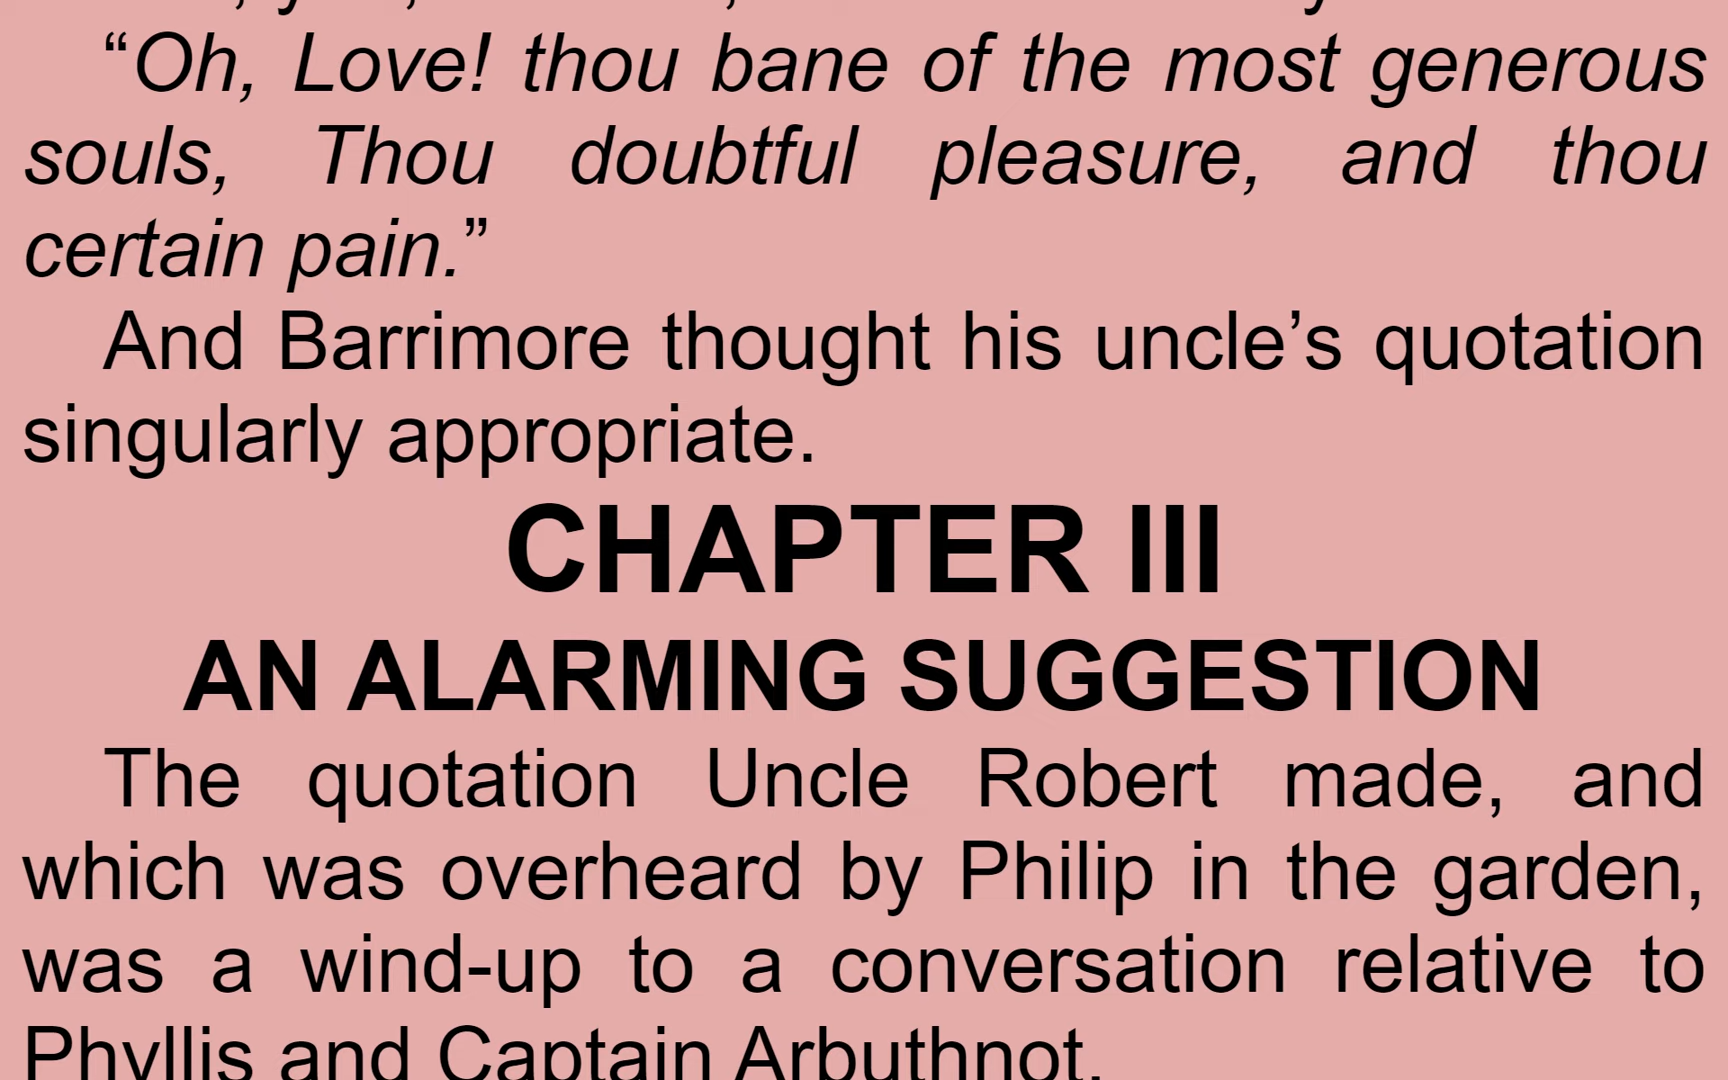 “Oh, Love! thou bane of the most generous
souls, Thou doubtful pleasure, and thou
certain pain.”
And Barrimore thought his uncle’s quotation
singularly appropriate.
CHAPTER III
AN ALARMING SUGGESTION
The quotation Uncle Robert made, and
which was overheard by Philip in the garden,
was a wind-up to a conversation relative to
Phyllis and Captain Arbuthnot.